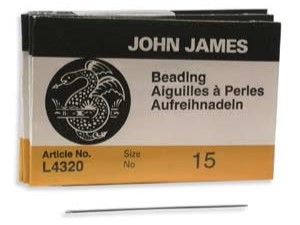 JOHN JAMES
Beading
Aiguilles à Perles
Aufreihnadeln
Article No.
L4320
Size
No
15